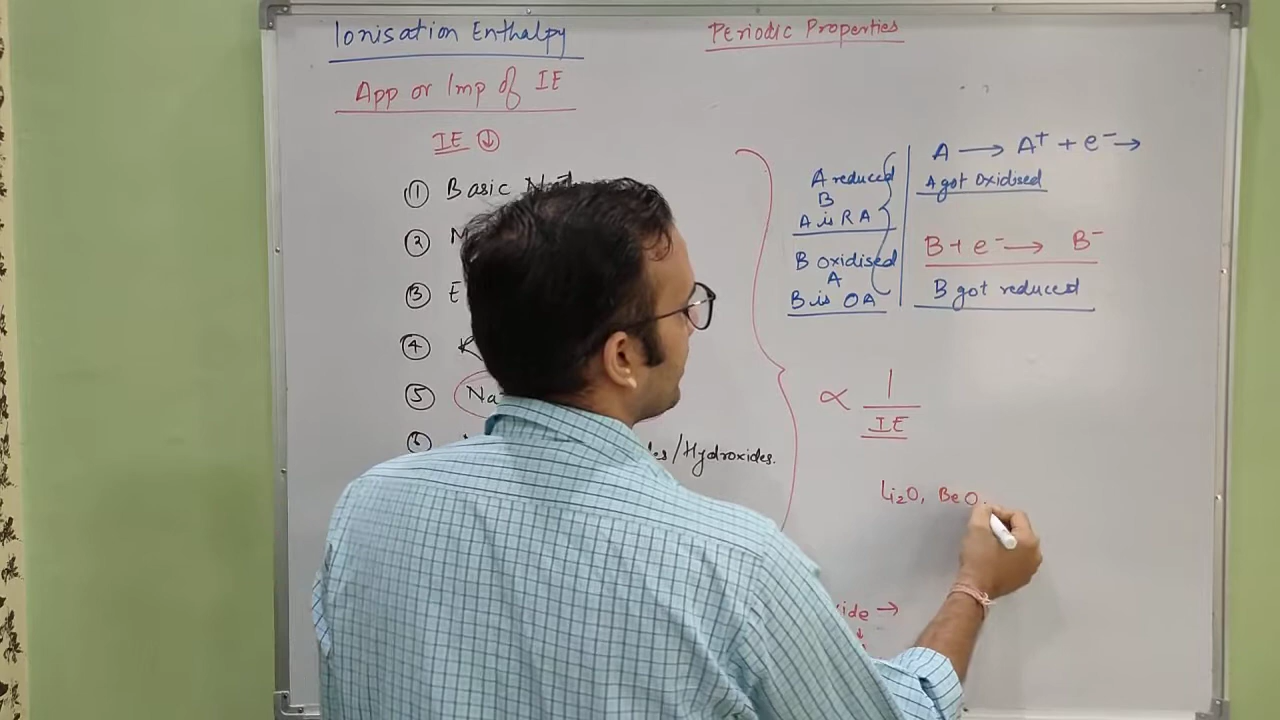 Ionisation Enthalpy
Periodic Properties
App or Imp of IE
IE ↓
① Basic
②
③ E
④
⑤ Na
⑥ /Hydroxides.
A reduced
B
A is RA
B oxidised
A
B is OA
A → A⁺ + e⁻ →
A got Oxidised
B + e⁻ → B⁻
B got reduced
∝ 1
IE
Li₂O, BeO
ide →
↓